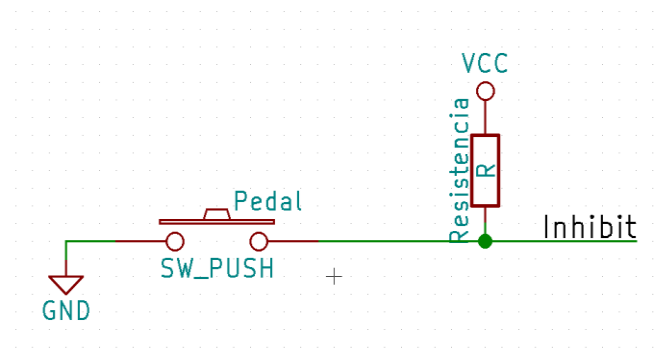 VCC
Resistencia
R
Pedal
Inhibit
SW_PUSH
GND